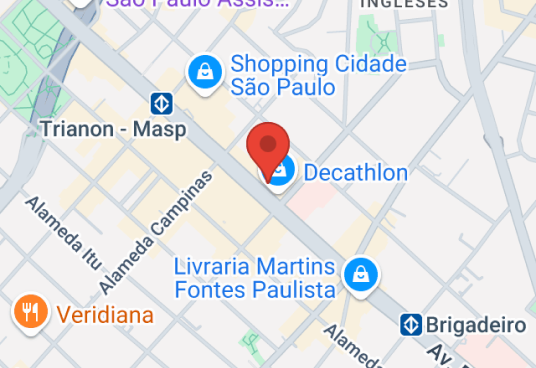 São Paulo Assis...
INGLESES
Shopping Cidade
São Paulo
Trianon - Masp
Decathlon
Alameda Campinas
Alameda Itu
Livraria Martins
Fontes Paulista
Veridiana
Brigadeiro
Alameda
Av.